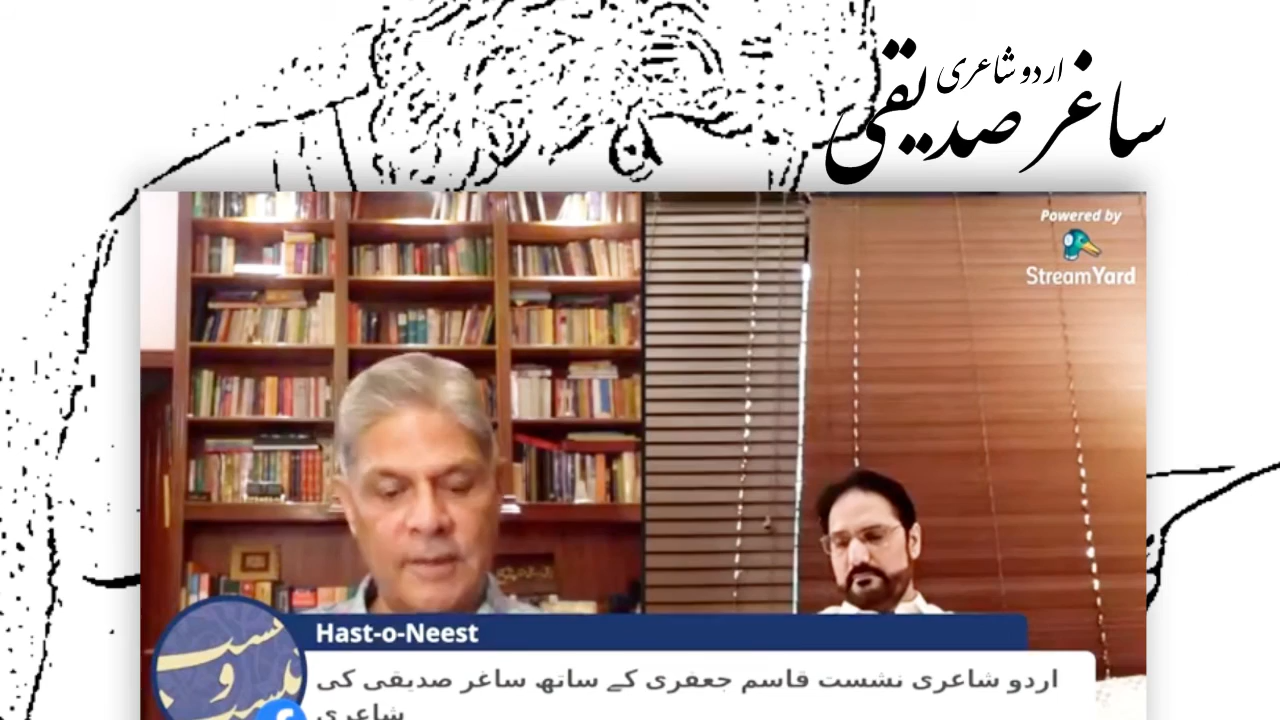 اردو شاعری
ساغر صدیقی
Powered by
StreamYard
Hast-o-Neest
اردو شاعری نشست قاسم جعفری کے ساتھ ساغر صدیقی کی
شاعری